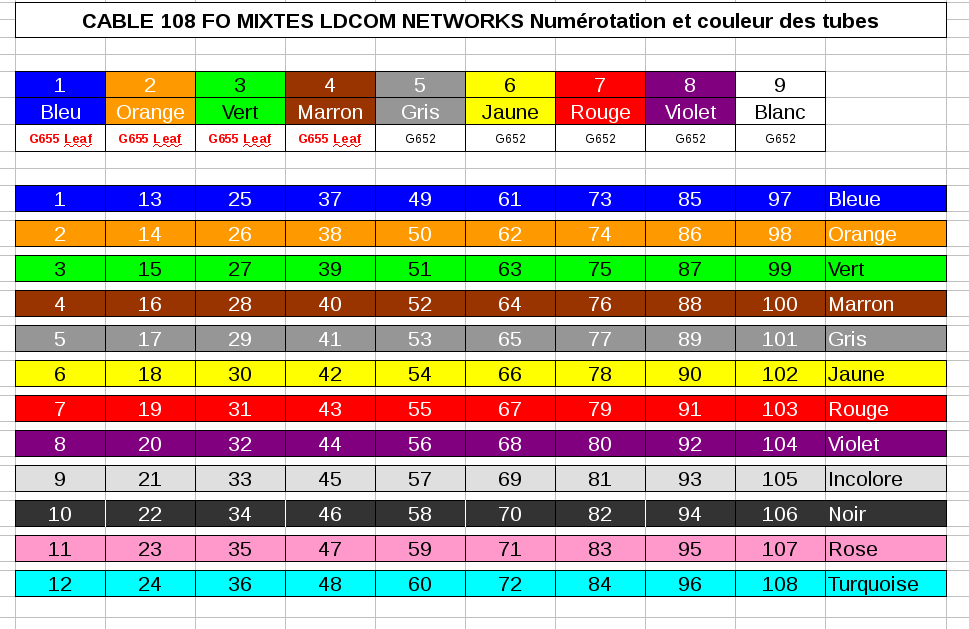 CABLE 108 FO MIXTES LDCOM NETWORKS Numérotation et couleur des tubes
1 2 3 4 5 6 7 8 9
Bleu Orange Vert Marron Gris Jaune Rouge Violet Blanc
G655 Leaf G655 Leaf G655 Leaf G655 Leaf G652 G652 G652 G652 G652
1 13 25 37 49 61 73 85 97 Bleue
2 14 26 38 50 62 74 86 98 Orange
3 15 27 39 51 63 75 87 99 Vert
4 16 28 40 52 64 76 88 100 Marron
5 17 29 41 53 65 77 89 101 Gris
6 18 30 42 54 66 78 90 102 Jaune
7 19 31 43 55 67 79 91 103 Rouge
8 20 32 44 56 68 80 92 104 Violet
9 21 33 45 57 69 81 93 105 Incolore
10 22 34 46 58 70 82 94 106 Noir
11 23 35 47 59 71 83 95 107 Rose
12 24 36 48 60 72 84 96 108 Turquoise